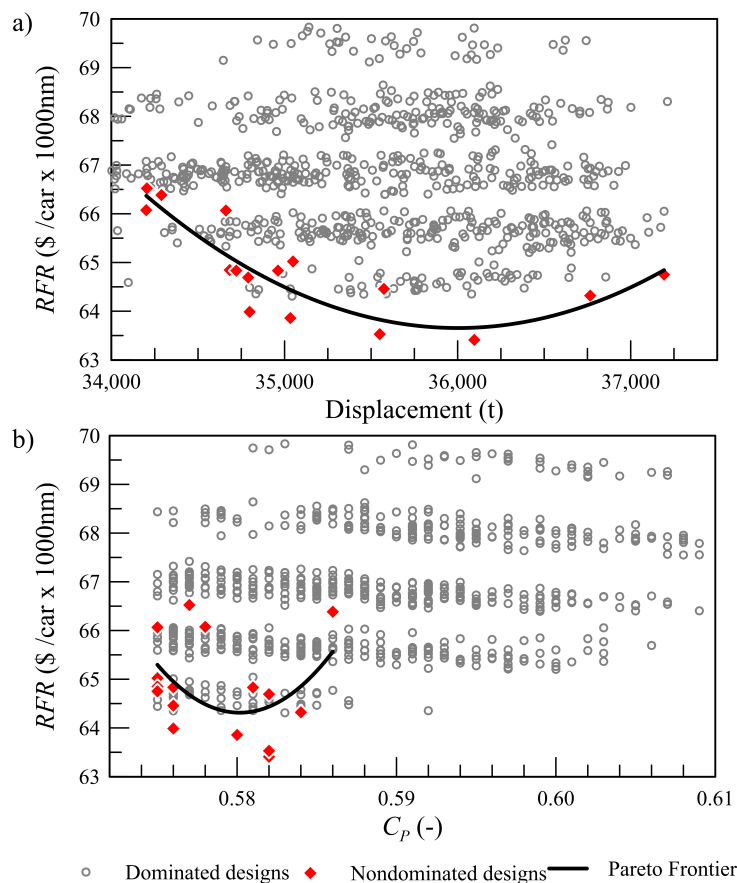 a)
70
69
68
67
66
65
64
63
RFR ($ /car x 1000nm)
34,000 35,000 36,000 37,000
Displacement (t)
b)
70
69
68
67
66
65
64
63
RFR ($ /car x 1000nm)
0.58 0.59 0.60 0.61
C_P (-)
Dominated designs Nondominated designs Pareto Frontier